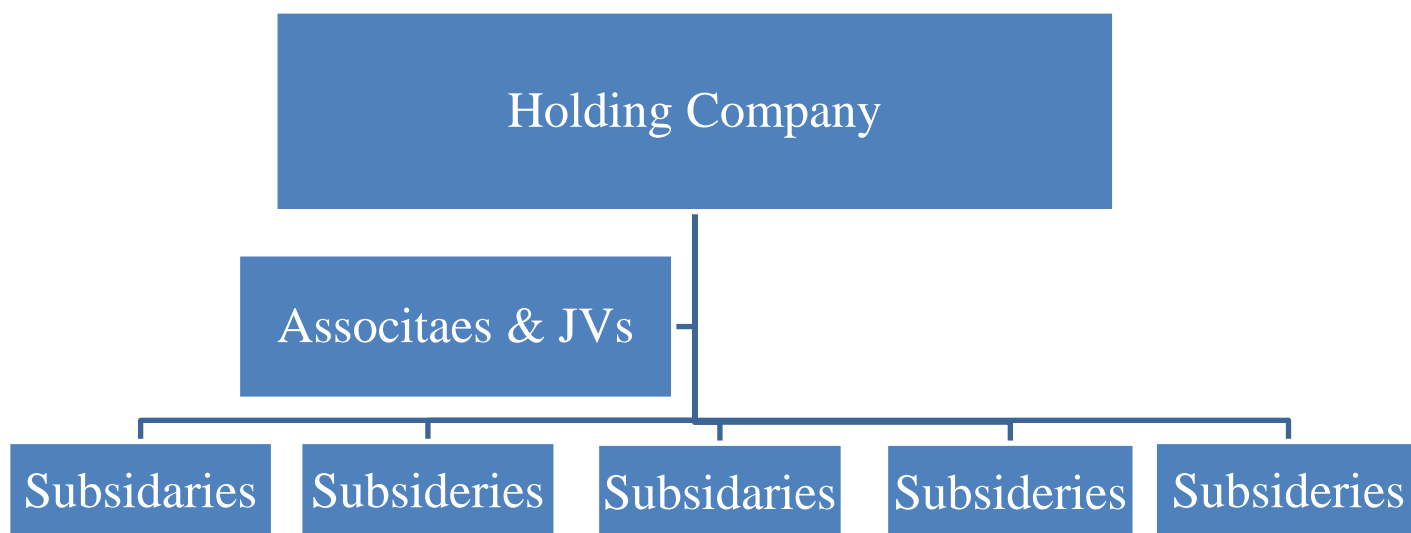 Holding Company
Associtaes & JVs
Subsidaries
Subsideries
Subsidaries
Subsideries
Subsideries